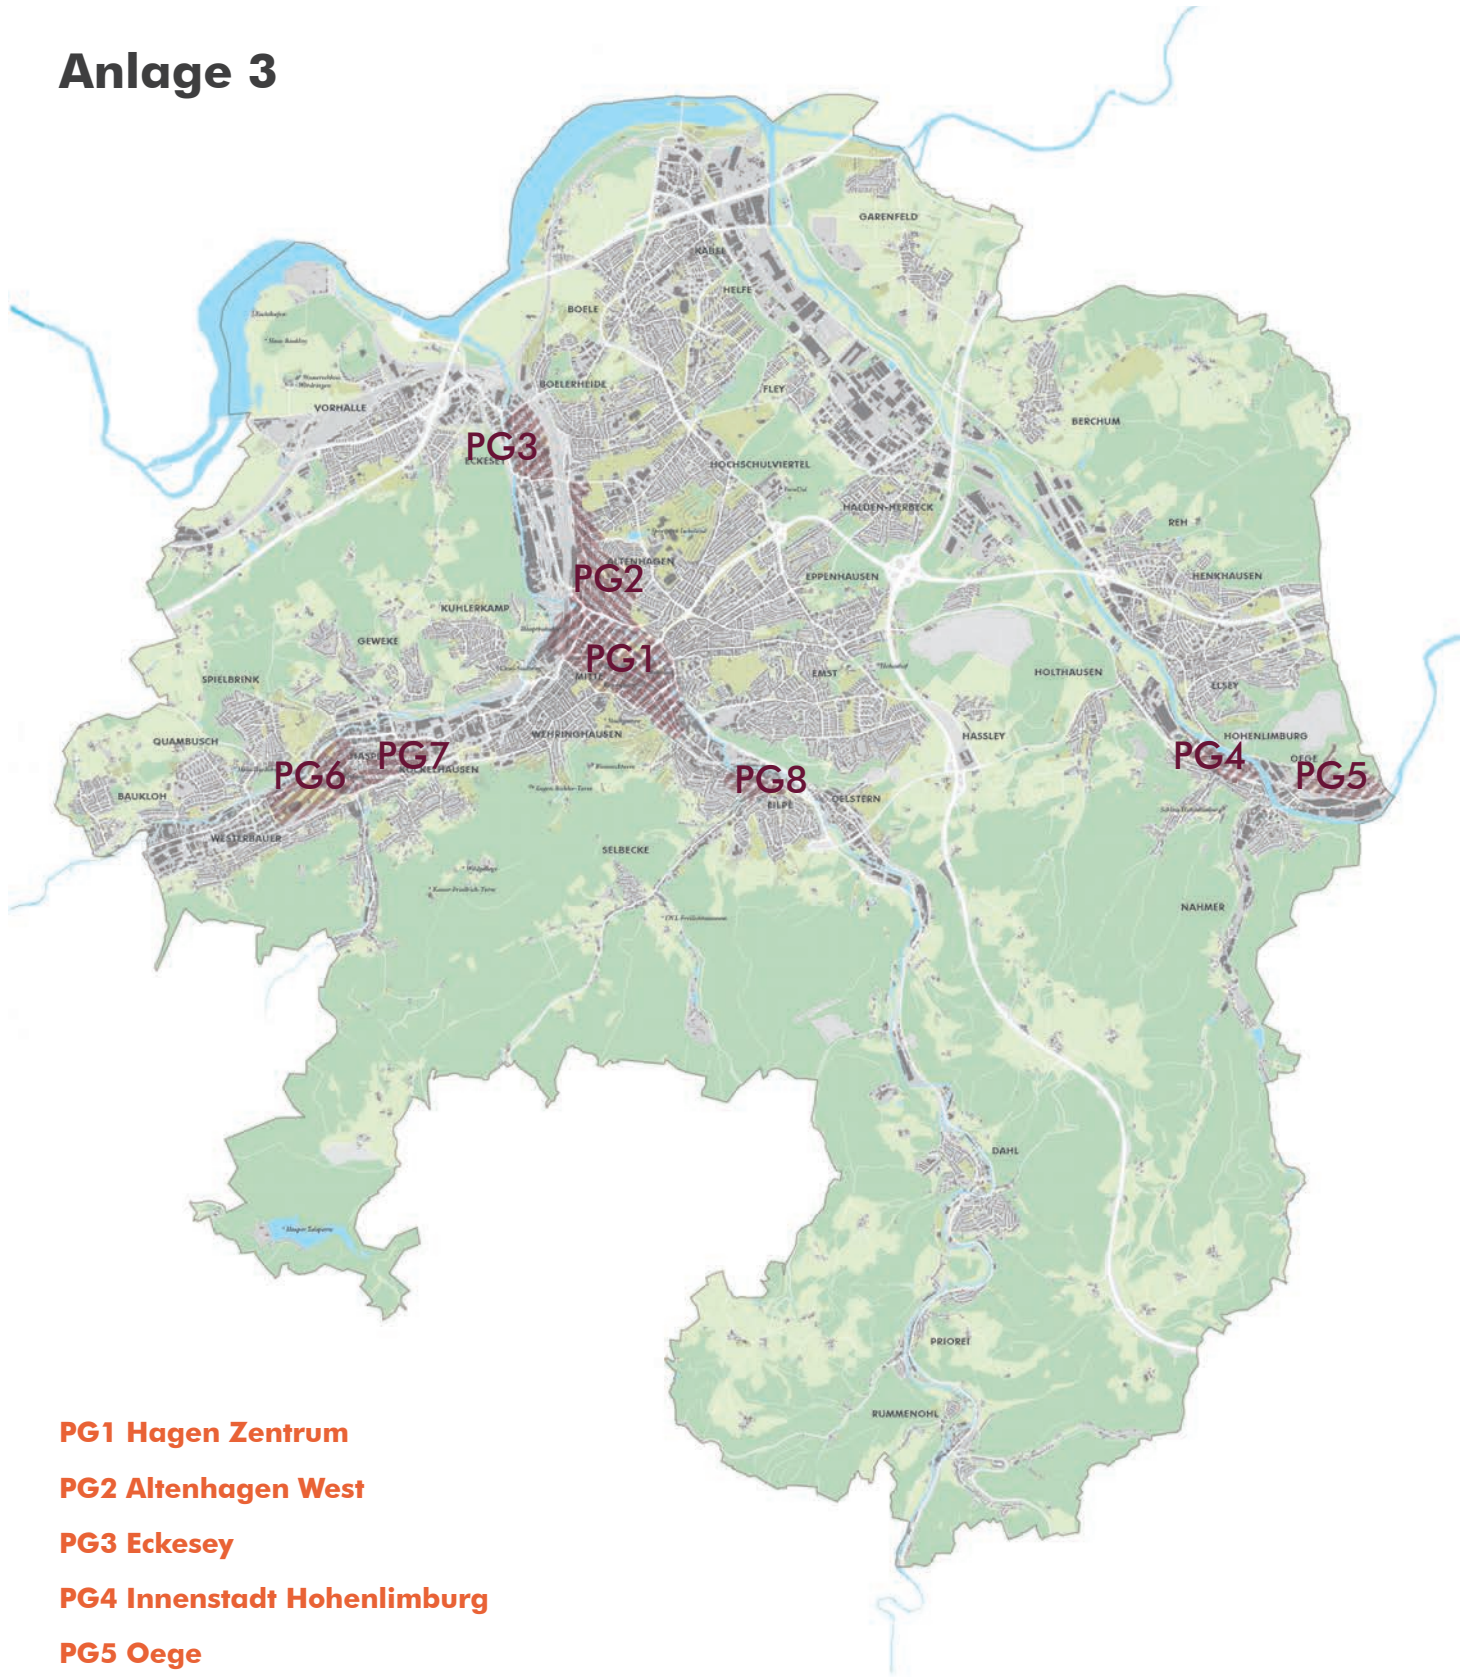 Anlage 3
GARENFELD
KABEL
HELFE
BOELE
BOELERHEIDE
FLEY
VORHALLE
BERCHUM
PG3
ECKESEY
HOCHSCHULVIERTEL
HALDEN-HERBECK
REH
ALTENHAGEN
PG2
EPPENHAUSEN
HENKHAUSEN
KUHLERKAMP
GEWEKE
PG1
MITTE
EMST
HOLTHAUSEN
SPIELBRINK
ELSEY
QUAMBUSCH
WEHRINGHAUSEN
HASSLEY
HOHENLIMBURG
PG7
PG4
OEGE
PG6
PG8
PG5
BAUKLOH
EILPE
DELSTERN
WESTERBAUER
SELBECKE
NAHMER
DAHL
PRIOREI
RUMMENOHL
PG1 Hagen Zentrum
PG2 Altenhagen West
PG3 Eckesey
PG4 Innenstadt Hohenlimburg
PG5 Oege